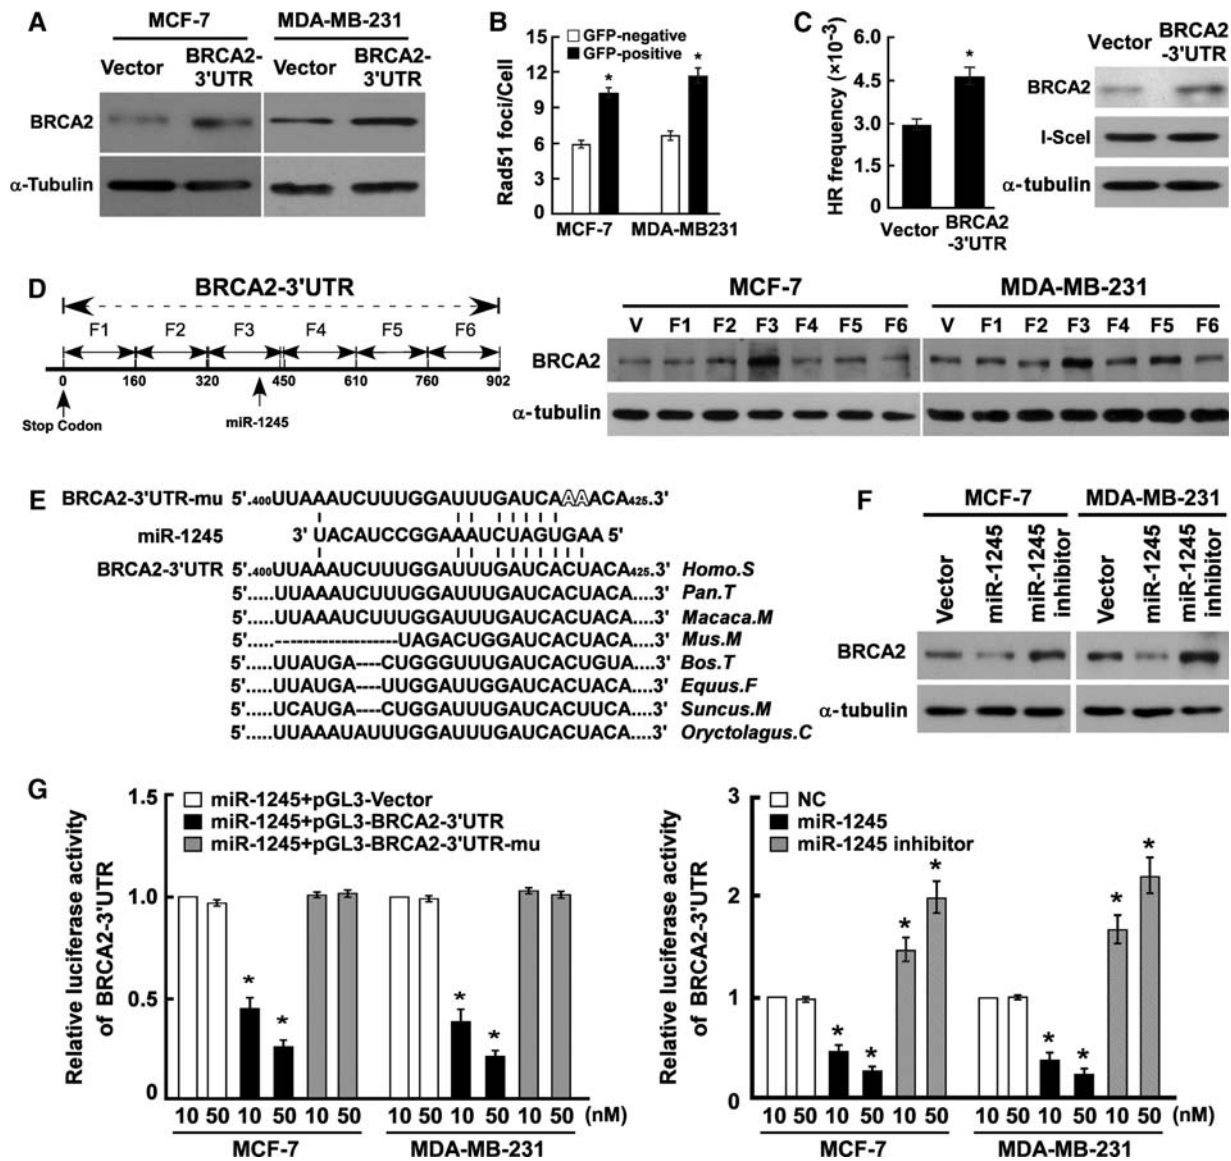 A
MCF-7
MDA-MB-231
Vector
BRCA2-
3'UTR
Vector
BRCA2-
3'UTR
BRCA2
α-Tubulin
B
GFP-negative
GFP-positive
Rad51 foci/Cell
15
12
9
6
3
0
*
*
MCF-7
MDA-MB231
C
HR frequency (×10-3)
6.0
4.5
3.0
1.5
0
*
Vector
BRCA2
-3'UTR
Vector
BRCA2
-3'UTR
BRCA2
I-SceI
α-tubulin
D
BRCA2-3'UTR
F1 F2 F3 F4 F5 F6
0 160 320 450 610 760 902
Stop Codon
miR-1245
MCF-7
MDA-MB-231
V F1 F2 F3 F4 F5 F6
V F1 F2 F3 F4 F5 F6
BRCA2
α-tubulin
E
BRCA2-3'UTR-mu 5'.400UUAAAUCUUUGGAUUUGAUCAAAACA425.3'
miR-1245 3' UACAUCCGGAAAUCUAGUGAA 5'
BRCA2-3'UTR 5'.400UUAAAUCUUUGGAUUUGAUCACUACA425.3' Homo.S
5'.....UUAAAUCUUUGGAUUUGAUCACUACA....3' Pan.T
5'.....UUAAAUCUUUGGAUUUGAUCACUACA....3' Macaca.M
5'.....------------------UAGACUGGAUCACUACA....3' Mus.M
5'.....UUAUGA----CUGGGUUUGAUCACUGUA....3' Bos.T
5'.....UUAUGA----UUGGAUUGGAUCACUACA....3' Equus.F
5'.....UCAUGA----CUGGAUUUGAUCACUUCA....3' Suncus.M
5'.....UUAAAUAUUUGGAUUUGAUCACUACA....3' Oryctolagus.C
F
MCF-7
MDA-MB-231
Vector
miR-1245
miR-1245
inhibitor
Vector
miR-1245
miR-1245
inhibitor
BRCA2
α-tubulin
G
Relative luciferase activity
of BRCA2-3'UTR
1.5
1.0
0.5
0
miR-1245+pGL3-Vector
miR-1245+pGL3-BRCA2-3'UTR
miR-1245+pGL3-BRCA2-3'UTR-mu
* * * *
10 50 10 50 10 50 10 50 10 50 10 50 (nM)
MCF-7
MDA-MB-231
Relative luciferase activity
of BRCA2-3'UTR
3
2
1
0
NC
miR-1245
miR-1245 inhibitor
* * * * * * * *
10 50 10 50 10 50 10 50 10 50 10 50 (nM)
MCF-7
MDA-MB-231